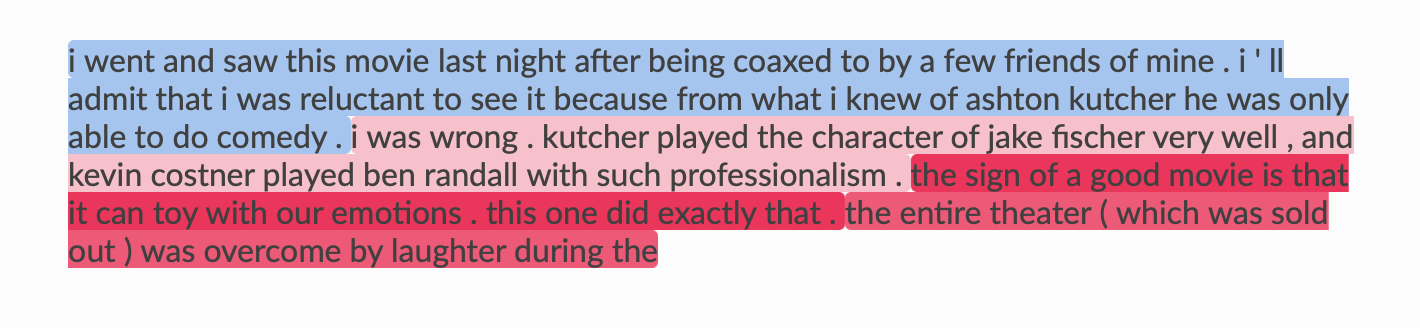 i went and saw this movie last night after being coaxed to by a few friends of mine . i ' ll
admit that i was reluctant to see it because from what i knew of ashton kutcher he was only
able to do comedy . i was wrong . kutcher played the character of jake fischer very well , and
kevin costner played ben randall with such professionalism . the sign of a good movie is that
it can toy with our emotions . this one did exactly that . the entire theater ( which was sold
out ) was overcome by laughter during the